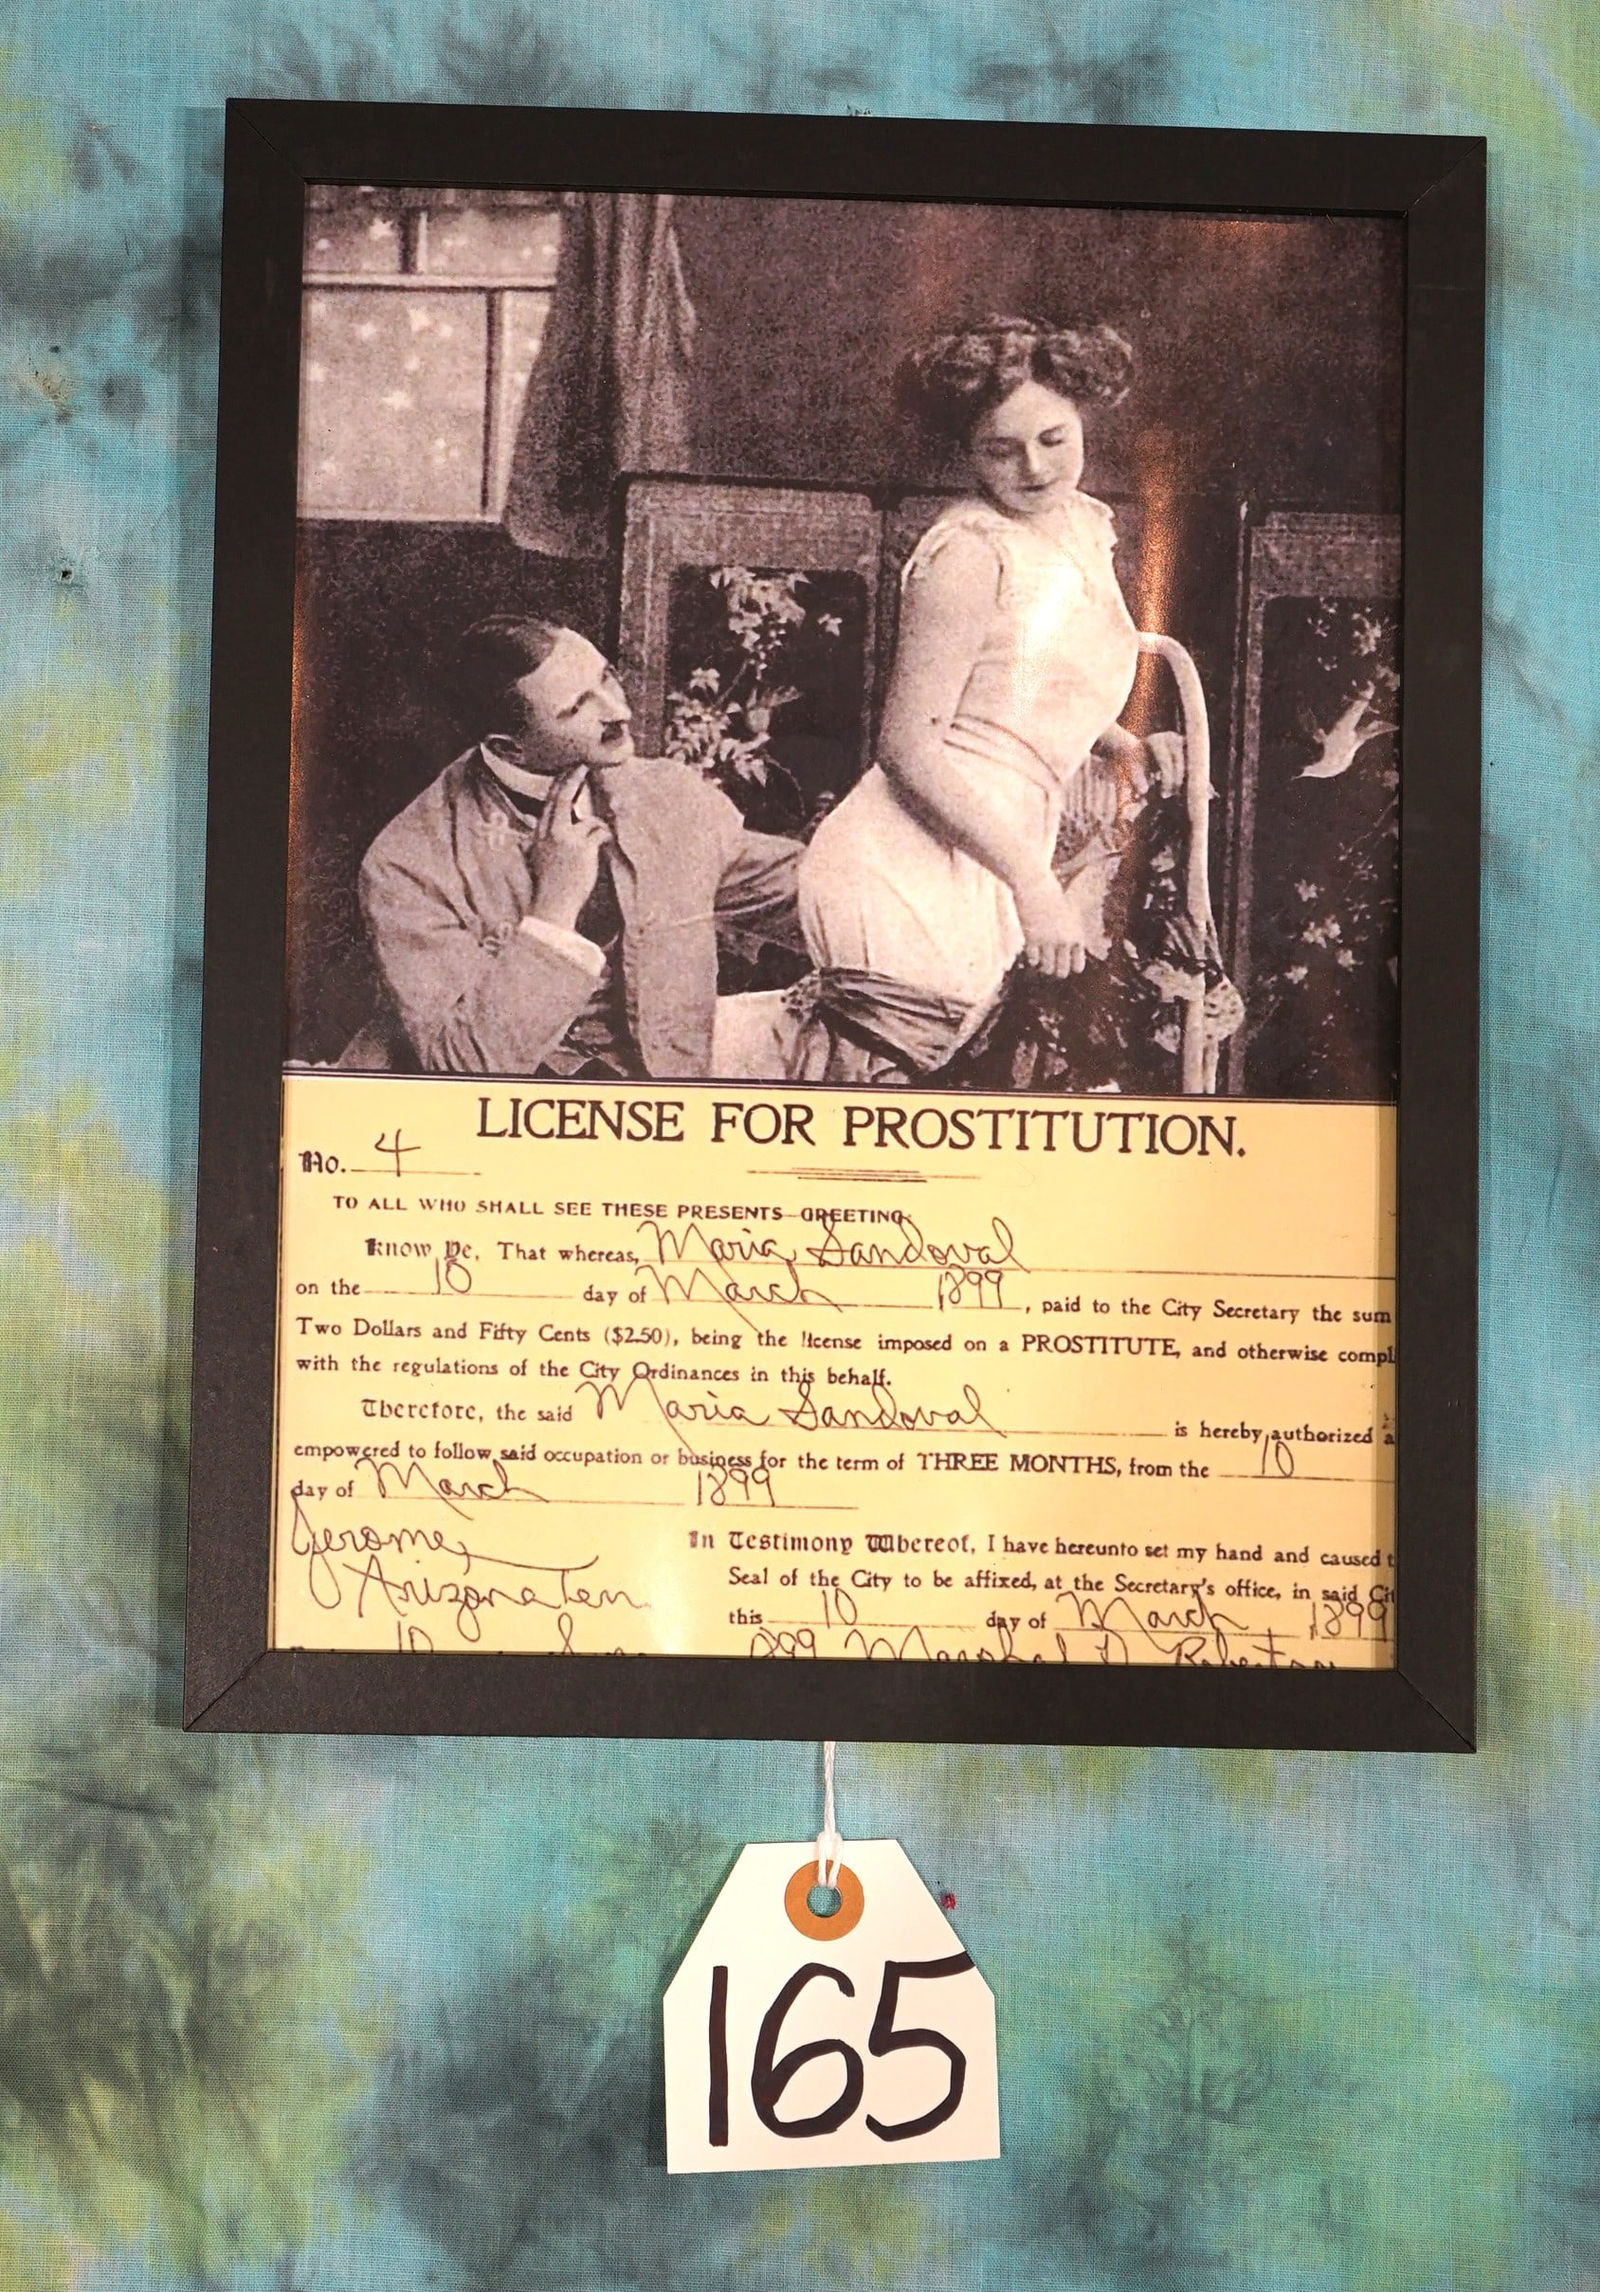 LICENSE FOR PROSTITUTION.
No. 4
TO ALL WHO SHALL SEE THESE PRESENTS—GREETING:
Know Ye, That whereas, Maria Sandoval
on the 10 day of March 1899, paid to the City Secretary the sum
Two Dollars and Fifty Cents ($2.50), being the license imposed on a PROSTITUTE, and otherwise compl
with the regulations of the City Ordinances in this behalf.
Therefore, the said Maria Sandoval is hereby authorized a
empowered to follow said occupation or business for the term of THREE MONTHS, from the 10
day of March 1899
Jerome,
Arizona Terr
In Testimony Whereof, I have hereunto set my hand and caused t
Seal of the City to be affixed, at the Secretary's office, in said Cit
this 10 day of March 1899
10 899 Marshal Robertson
165